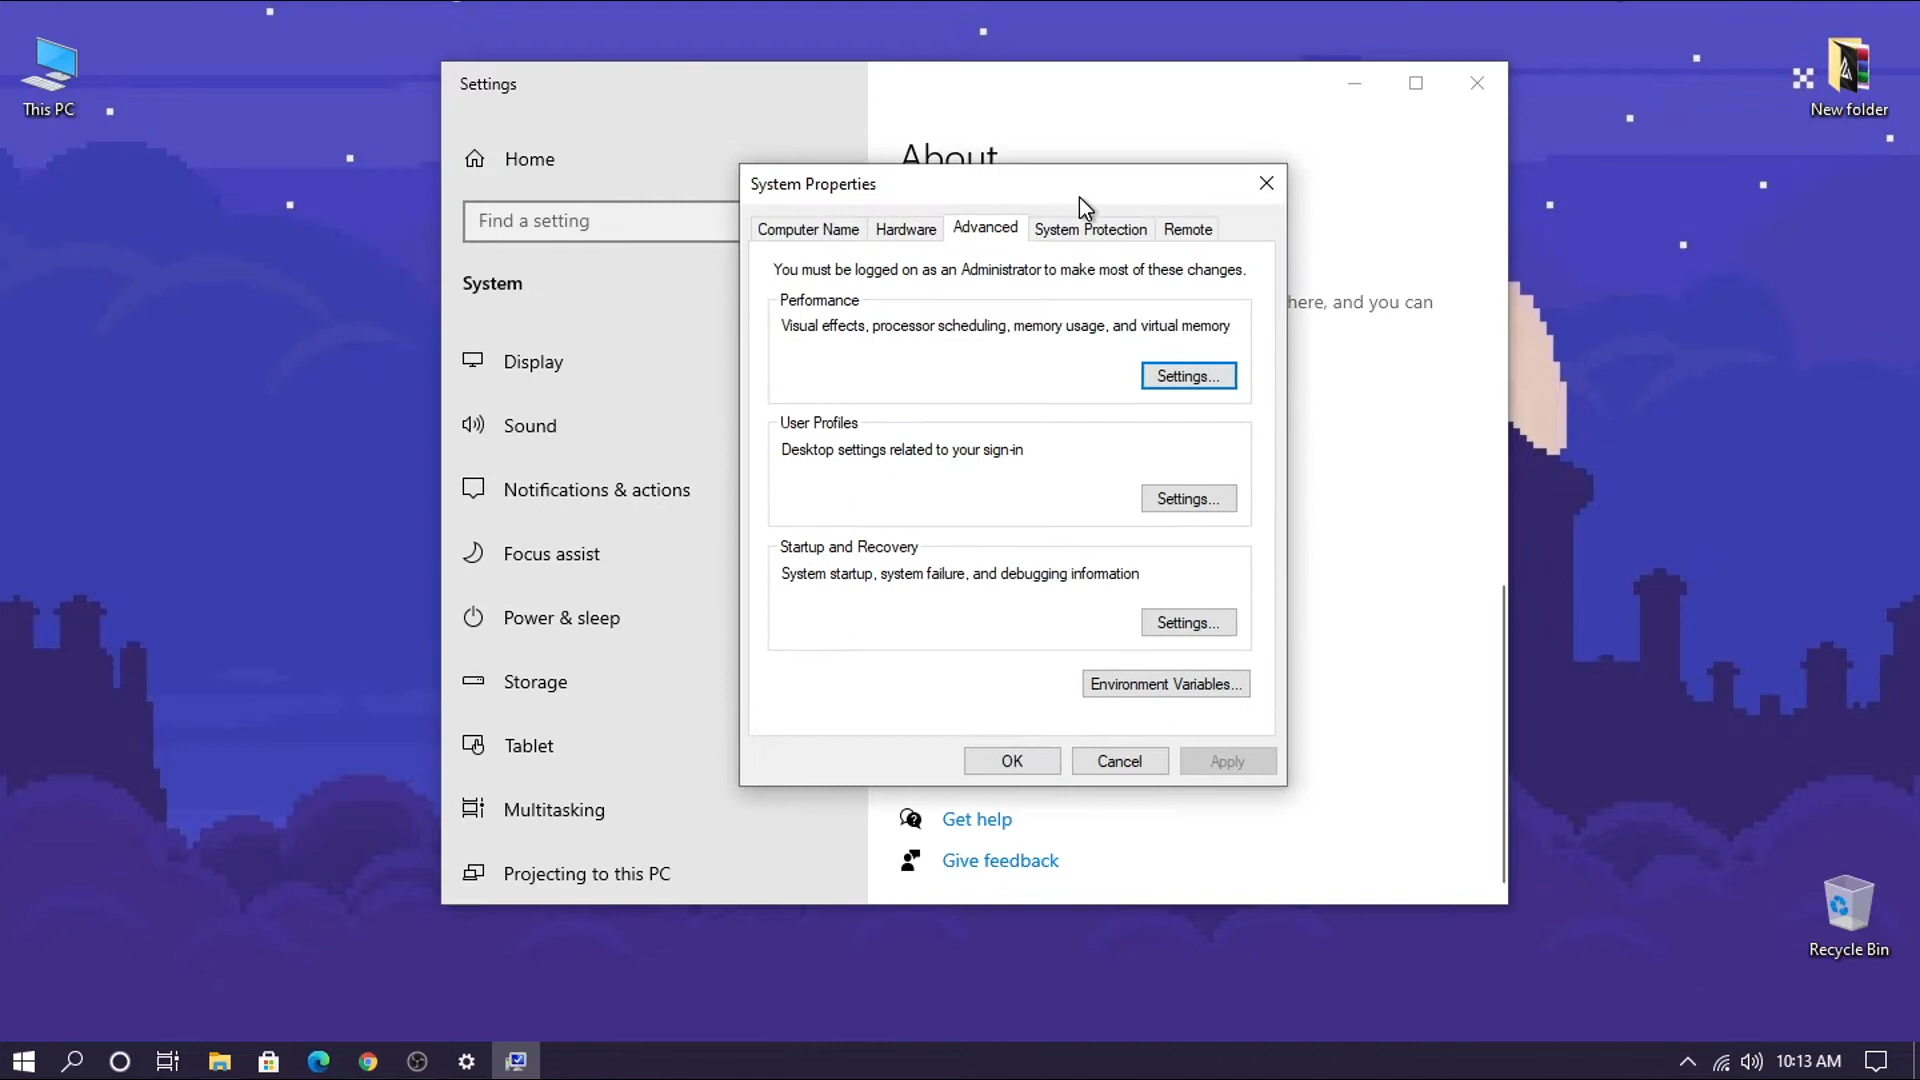 This PC
New folder
Settings
Home
Find a setting
System
Display
Sound
Notifications & actions
Focus assist
Power & sleep
Storage
Tablet
Multitasking
Projecting to this PC
About
here, and you can
System Properties
Computer Name
Hardware
Advanced
System Protection
Remote
You must be logged on as an Administrator to make most of these changes.
Performance
Visual effects, processor scheduling, memory usage, and virtual memory
Settings...
User Profiles
Desktop settings related to your sign-in
Settings...
Startup and Recovery
System startup, system failure, and debugging information
Settings...
Environment Variables...
OK
Cancel
Apply
Get help
Give feedback
Recycle Bin
10:13 AM